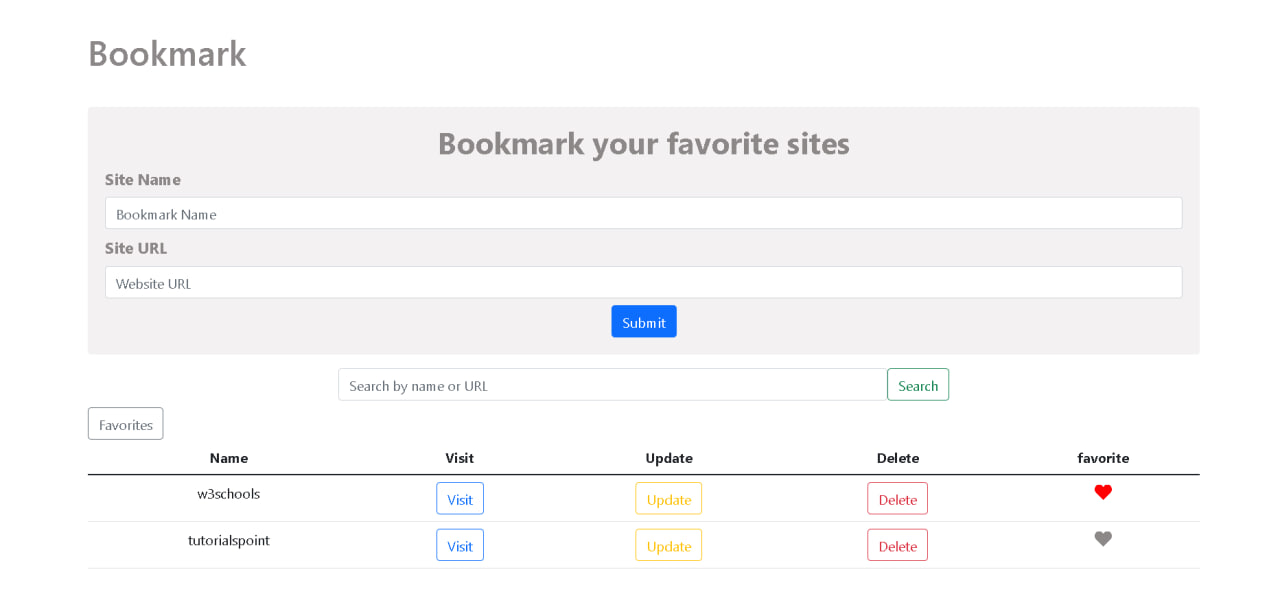 Bookmark
Bookmark your favorite sites
Site Name
Bookmark Name
Site URL
Website URL
Submit
Search by name or URL Search
Favorites
Name Visit Update Delete favorite
w3schools Visit Update Delete
tutorialspoint Visit Update Delete